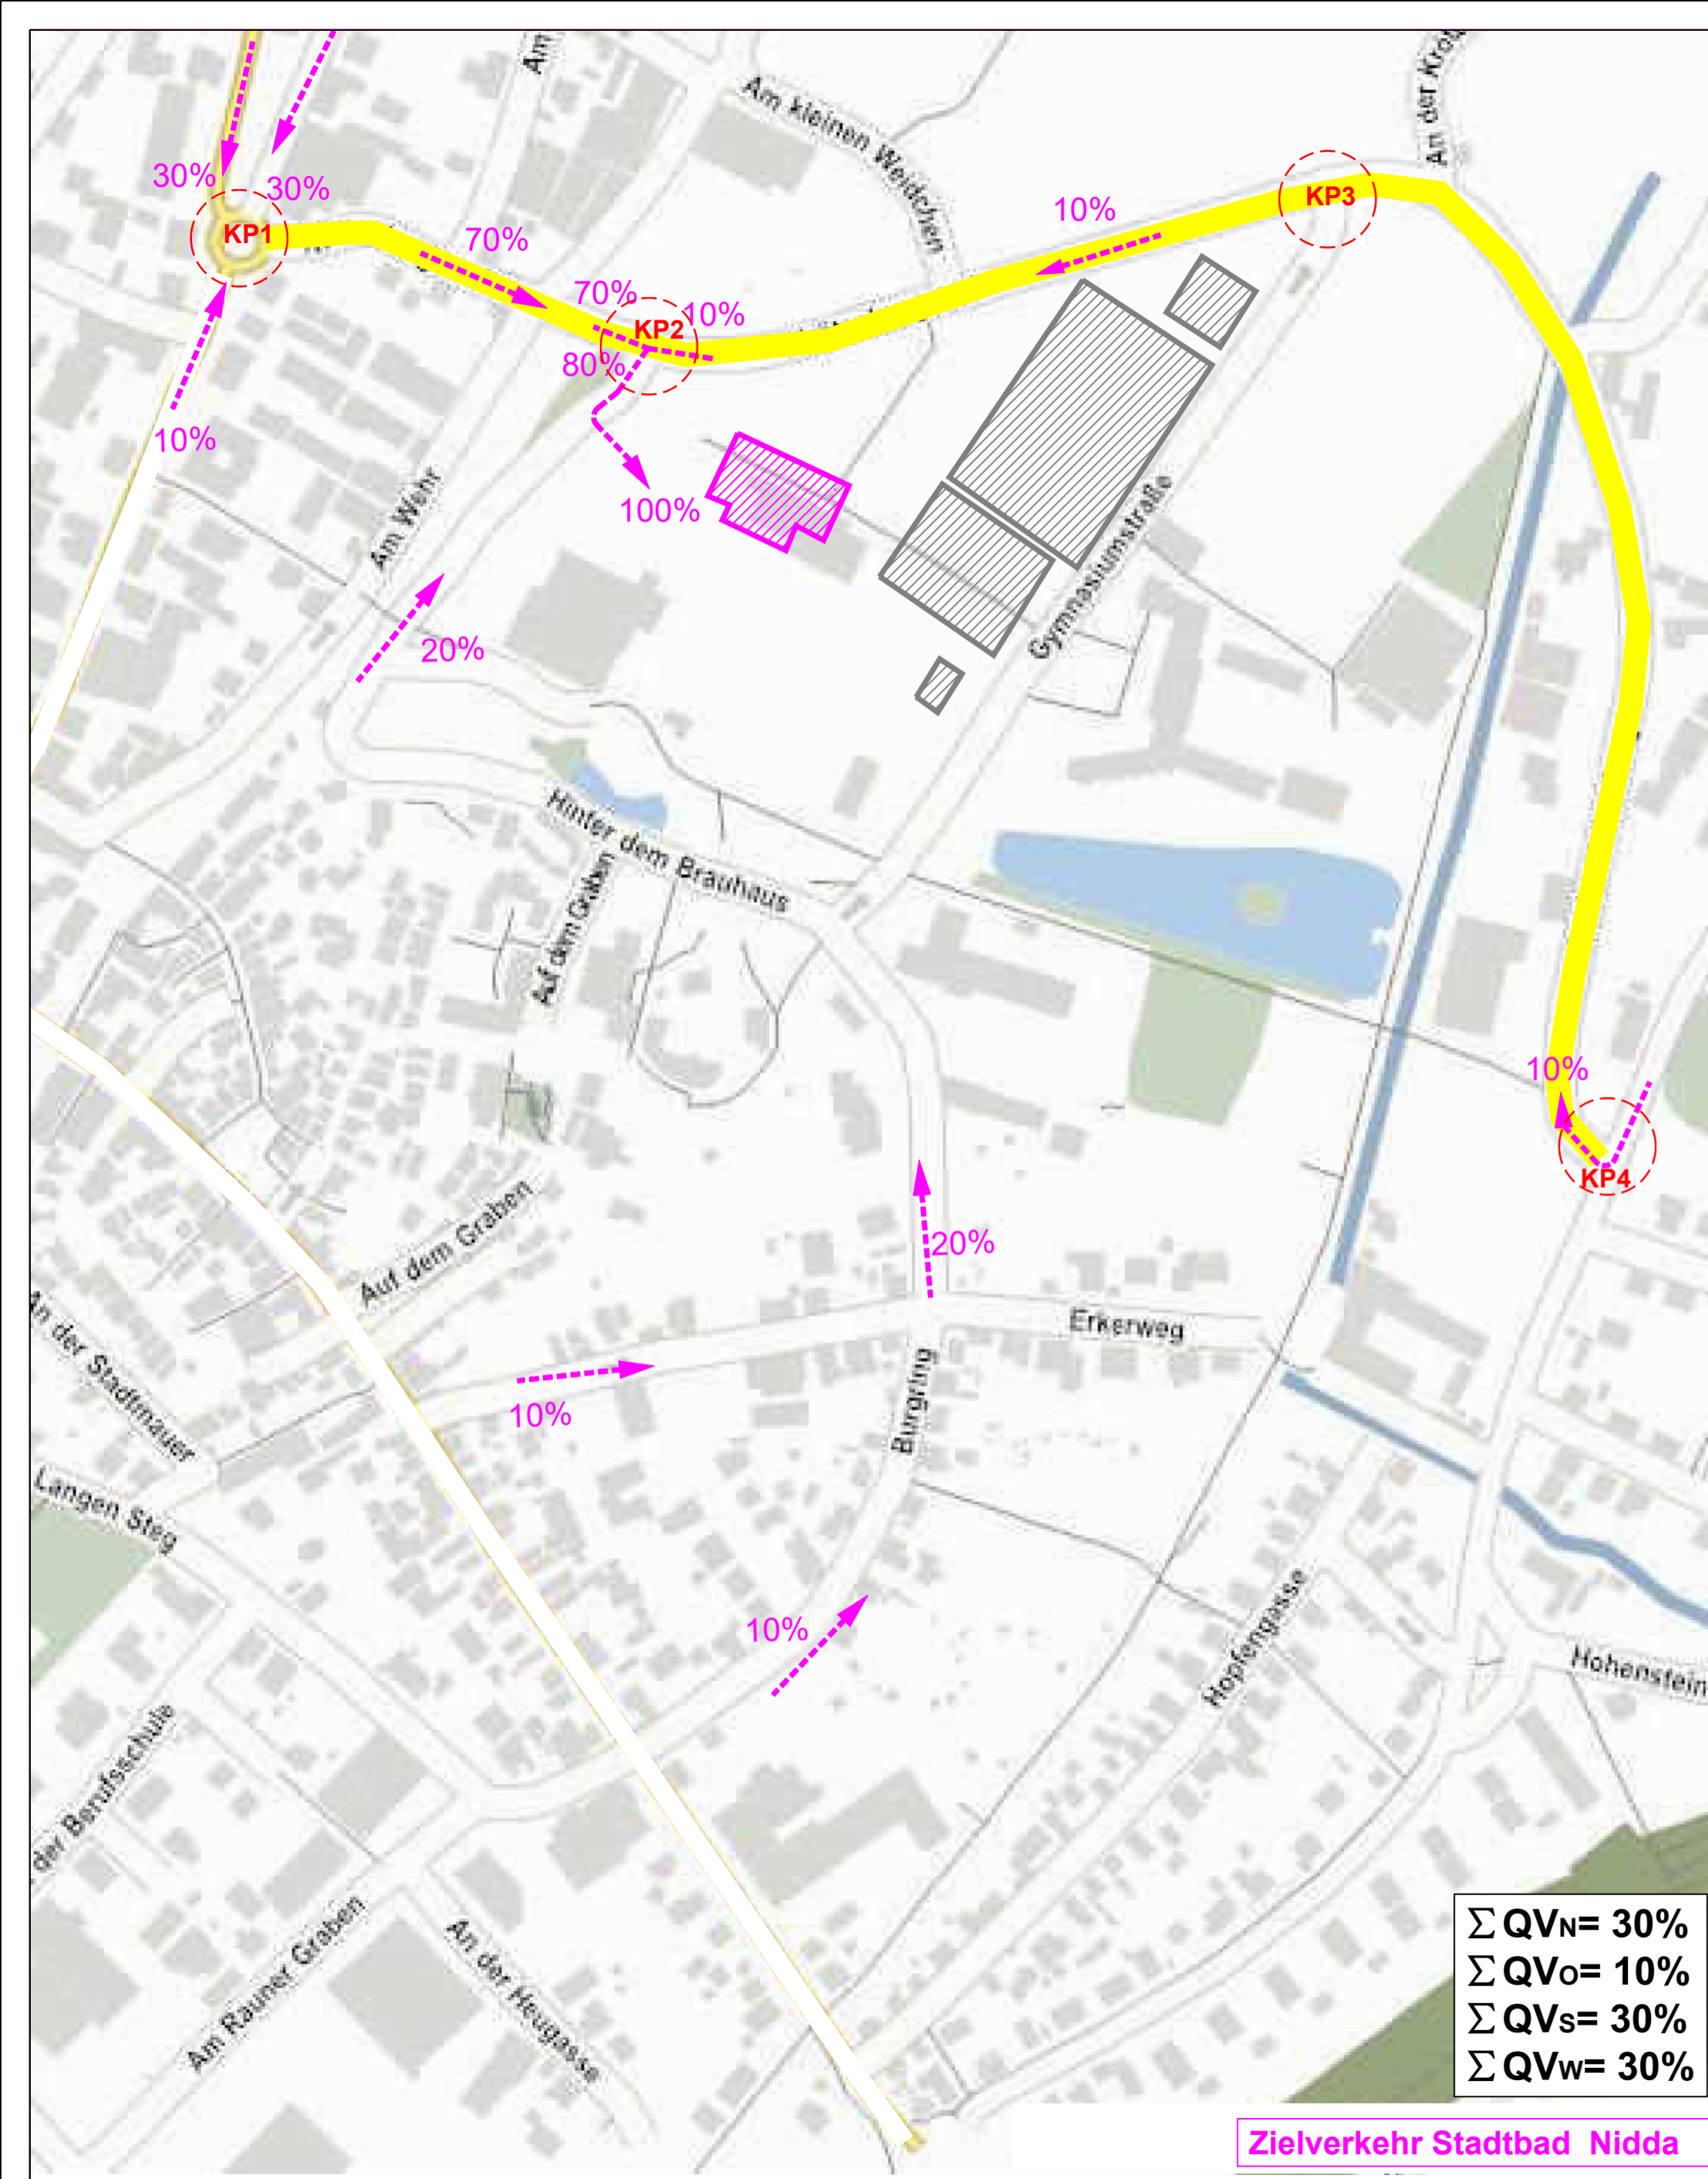 Am
An der Krog
Am kleinen Weidchen
30%
30%
KP3
10%
KP1
70%
70%
10%
KP2
80%
10%
100%
Am Wehr
Gymnasiumstraße
20%
Hinter dem Brauhaus
Auf dem Graben
10%
KP4
Auf dem Graben
20%
Erkerweg
An der Stadtmauer
10%
Burgring
Langen Steg
10%
Hopfengasse
Hohenstein
der Berufsschule
Am Rauner Graben
An der Heugasse
∑ QVN= 30%
∑ QVO= 10%
∑ QVS= 30%
∑ QVW= 30%
Zielverkehr Stadtbad Nidda